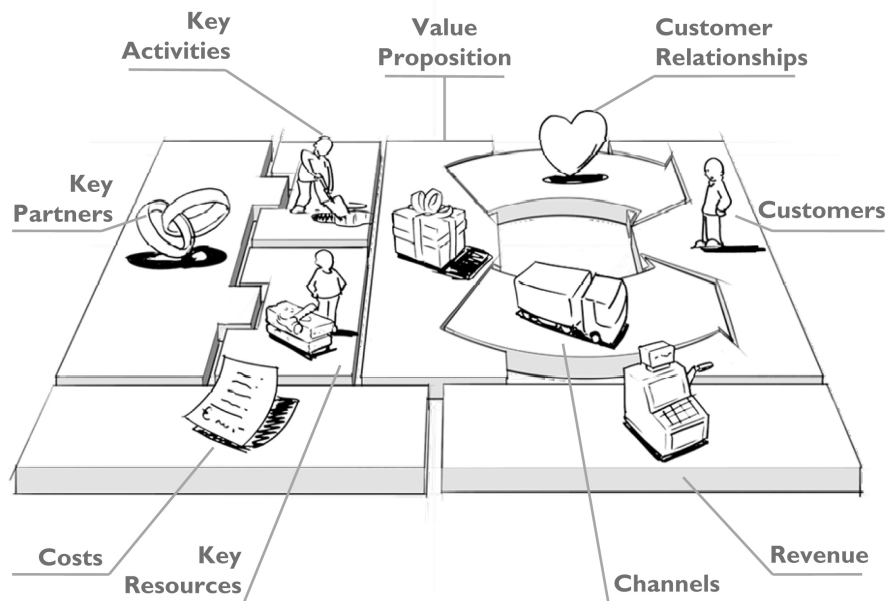 Key
Activities
Value
Proposition
Customer
Relationships
Key
Partners
Customers
Costs
Key
Resources
Channels
Revenue